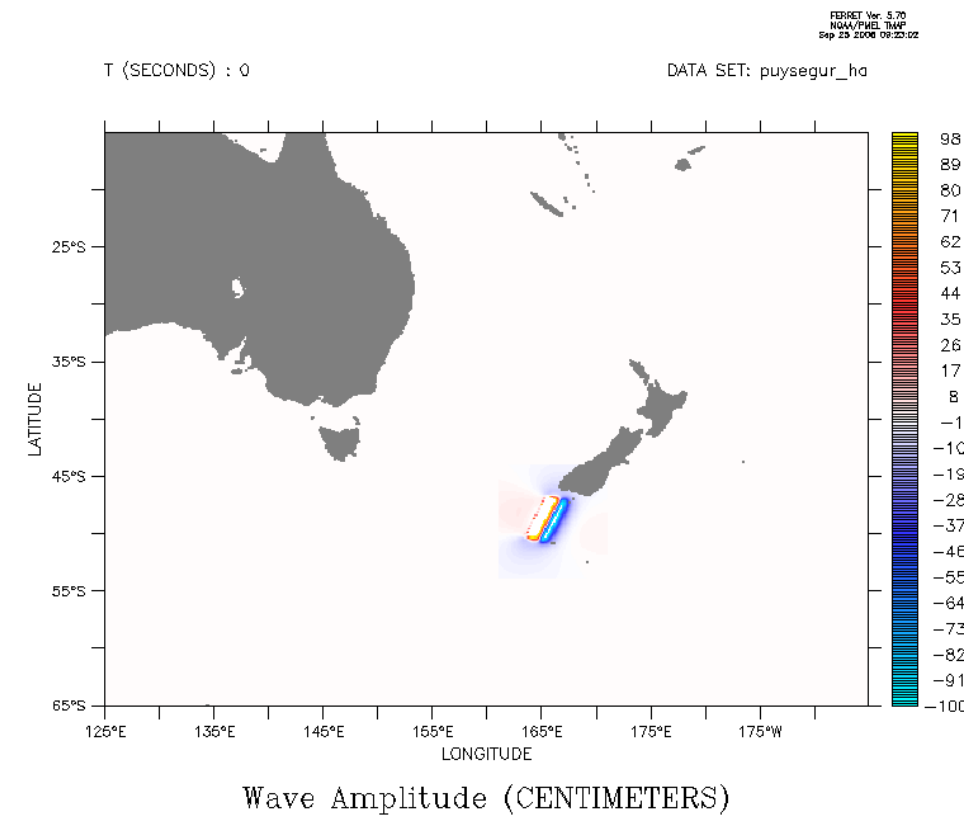 FERRET Ver. 5.70
NOAA/PMEL TMAP
Sep 25 2006 09:23:02
T (SECONDS) : 0
DATA SET: puysegur_ha
98
89
80
71
62
53
44
35
26
17
8
-1
-10
-19
-28
-37
-46
-55
-64
-73
-82
-91
-100
25°S
35°S
45°S
55°S
65°S
LATITUDE
125°E 135°E 145°E 155°E 165°E 175°E 175°W
LONGITUDE
Wave Amplitude (CENTIMETERS)